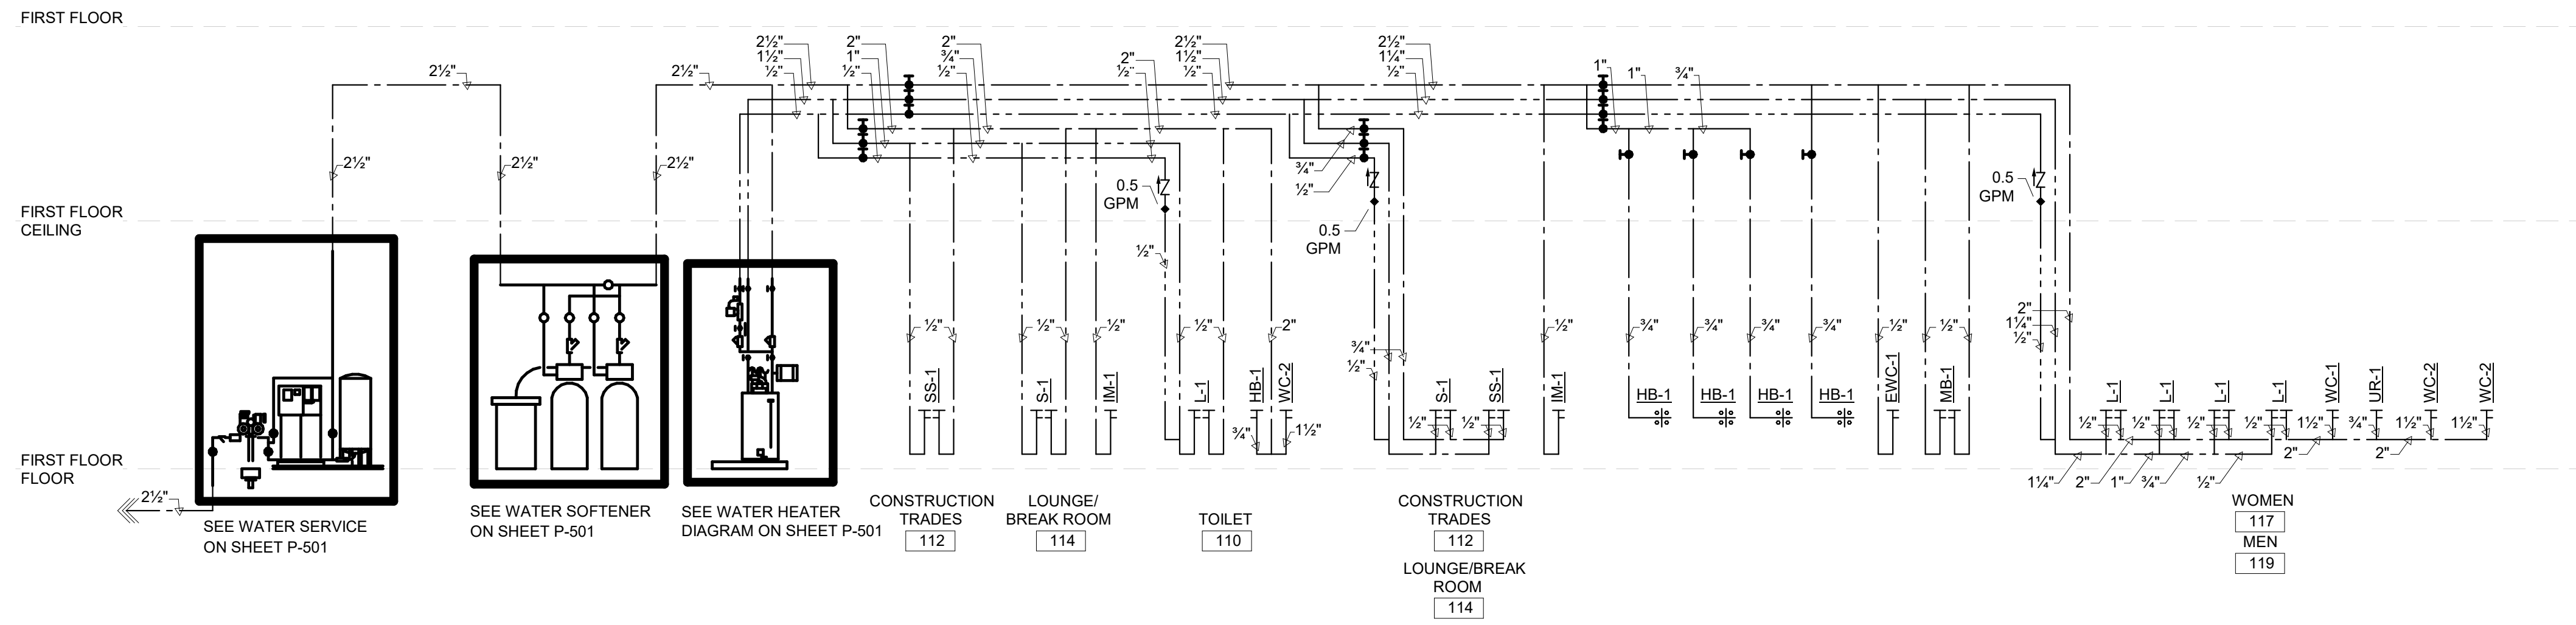 FIRST FLOOR
2½"
2½"
2½"
1½"
½"
2"
1"
½"
2"
¾"
½"
2"
½"
2½"
1½"
½"
2½"
1¼"
½"
1"
1"
¾"
2½"
2½"
2½"
0.5
GPM
¾"
½"
0.5
GPM
0.5
GPM
FIRST FLOOR
CEILING
½"
½"
½"
½"
½"
2"
¾"
½"
½"
¾"
¾"
¾"
¾"
½"
½"
2"
1¼"
½"
SS-1
S-1
IM-1
L-1
HB-1
WC-2
S-1
SS-1
IM-1
HB-1
HB-1
HB-1
HB-1
EWC-1
MB-1
L-1
L-1
L-1
L-1
WC-1
UR-1
WC-2
WC-2
¾"
1½"
½"
½"
½"
½"
½"
½"
1½"
¾"
1½"
1½"
2"
2"
1¼"
2"
1"
¾"
½"
FIRST FLOOR
FLOOR
2½"
SEE WATER SERVICE
ON SHEET P-501
SEE WATER SOFTENER
ON SHEET P-501
SEE WATER HEATER
DIAGRAM ON SHEET P-501
CONSTRUCTION
TRADES
112
LOUNGE/
BREAK ROOM
114
TOILET
110
CONSTRUCTION
TRADES
112
LOUNGE/BREAK
ROOM
114
WOMEN
117
MEN
119